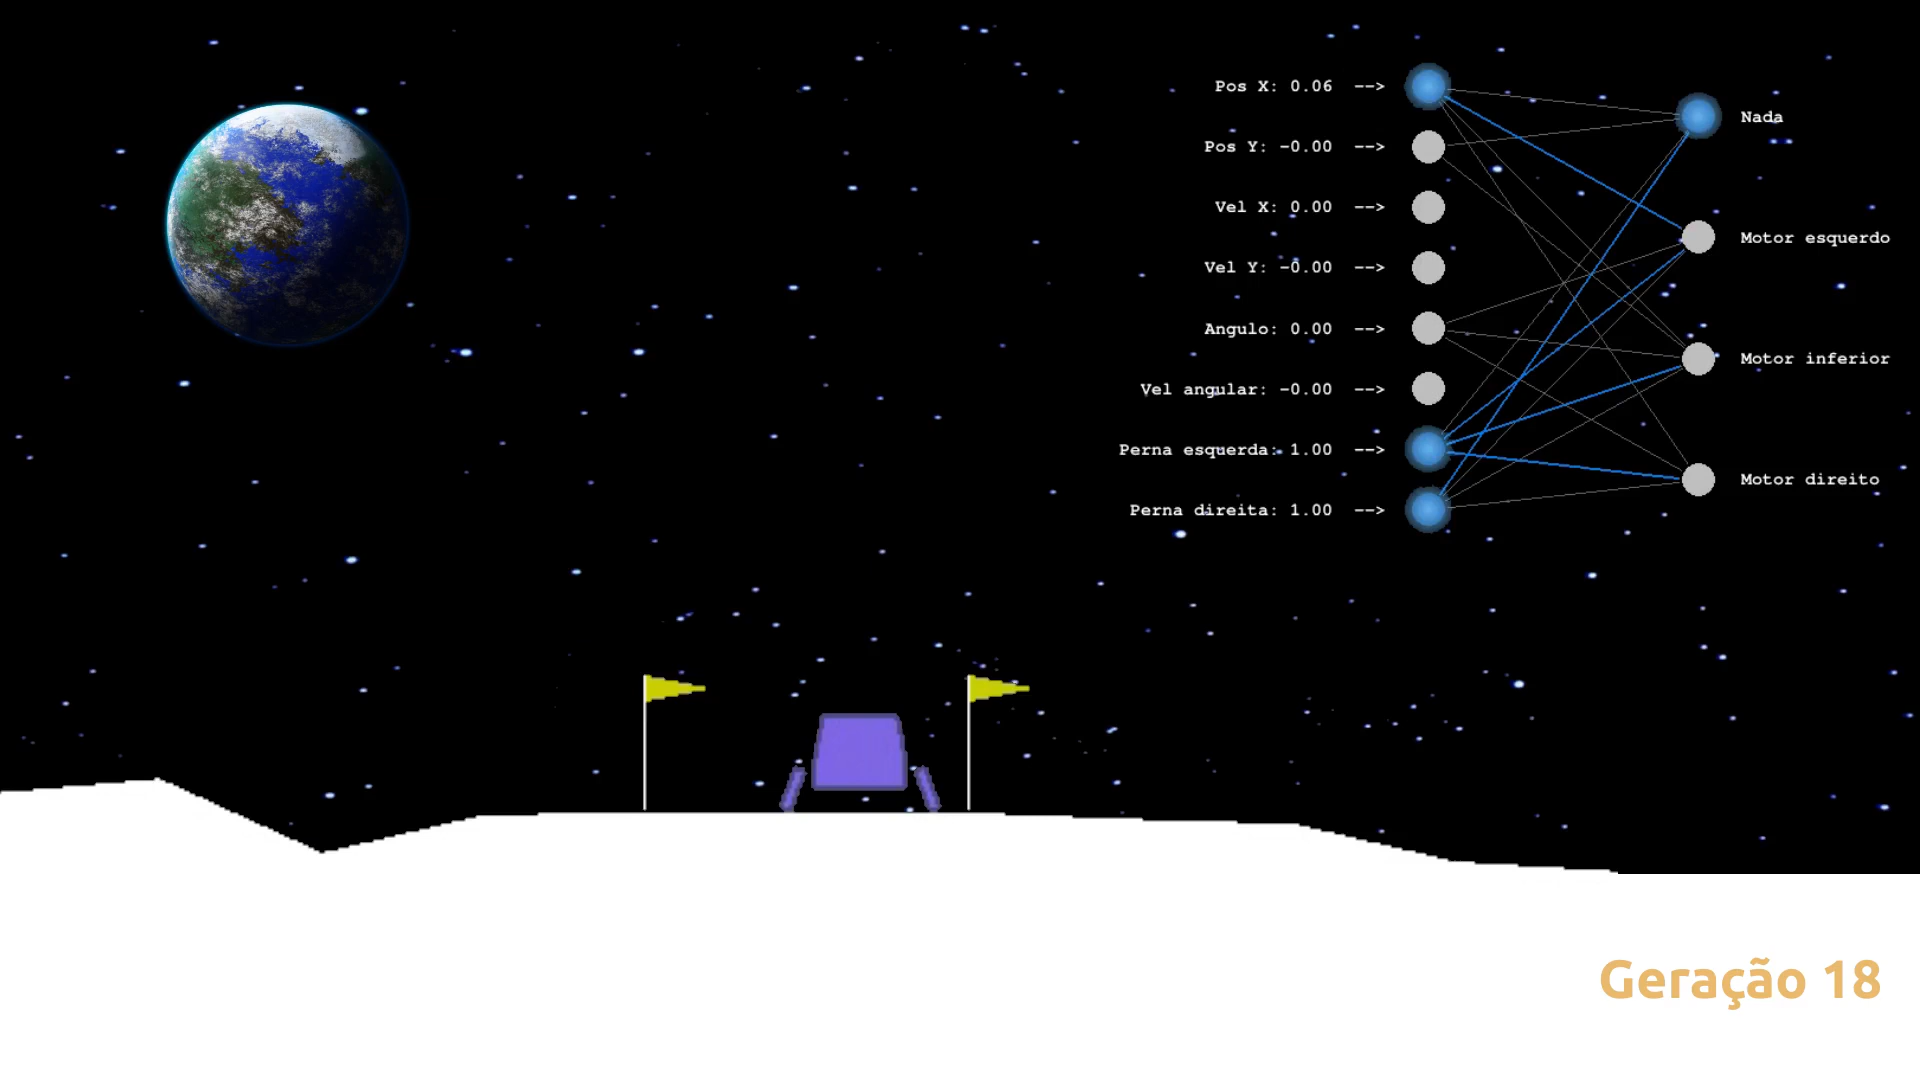 Pos X: 0.06 -->
Pos Y: -0.00 -->
Vel X: 0.00 -->
Vel Y: -0.00 -->
Angulo: 0.00 -->
Vel angular: -0.00 -->
Perna esquerda: 1.00 -->
Perna direita: 1.00 -->
Nada
Motor esquerdo
Motor inferior
Motor direito
Geração 18